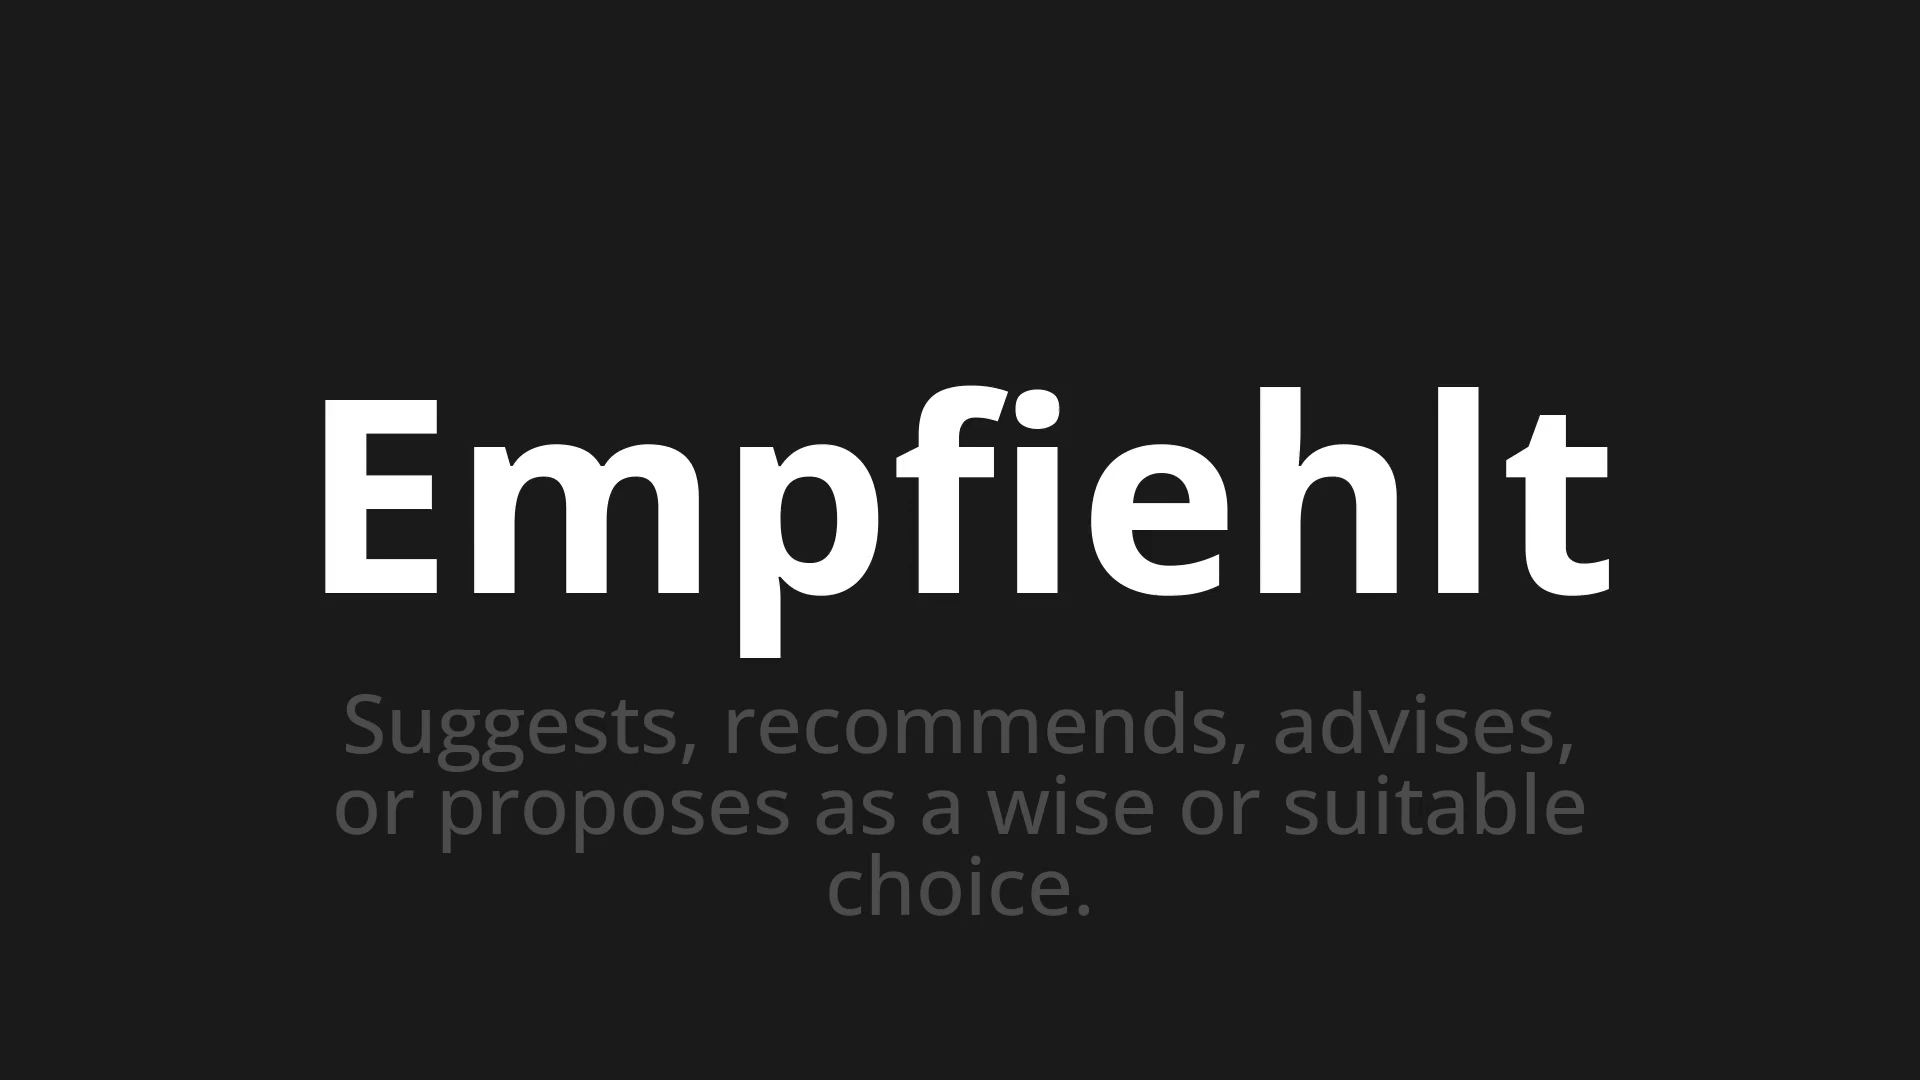 Empfiehlt
Suggests, recommends, advises,
or proposes as a wise or suitable
choice.